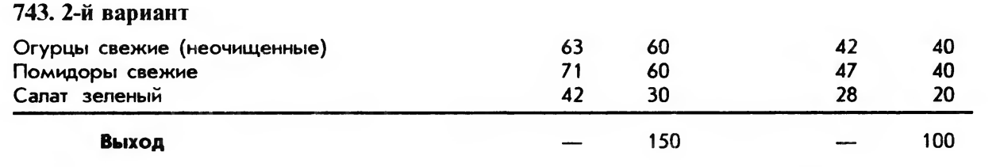 743. 2-й вариант
Огурцы свежие (неочищенные) 63 60 42 40
Помидоры свежие 71 60 47 40
Салат зеленый 42 30 28 20
Выход — 150 — 100